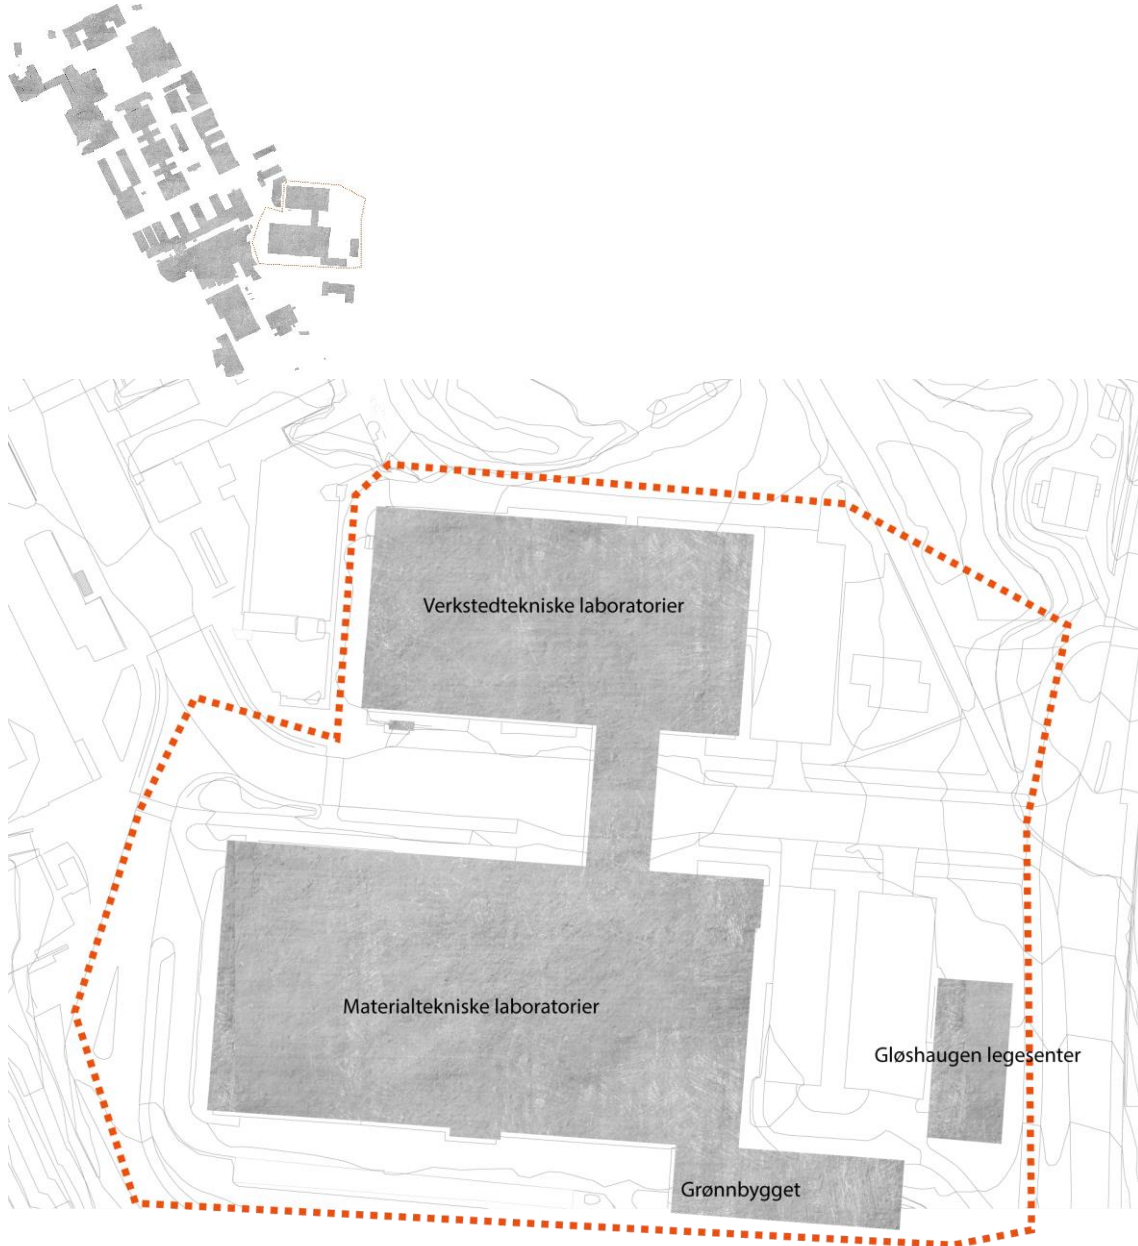 Verkstedtekniske laboratorier
Materialtekniske laboratorier
Gløshaugen legesenter
Grønnbygget